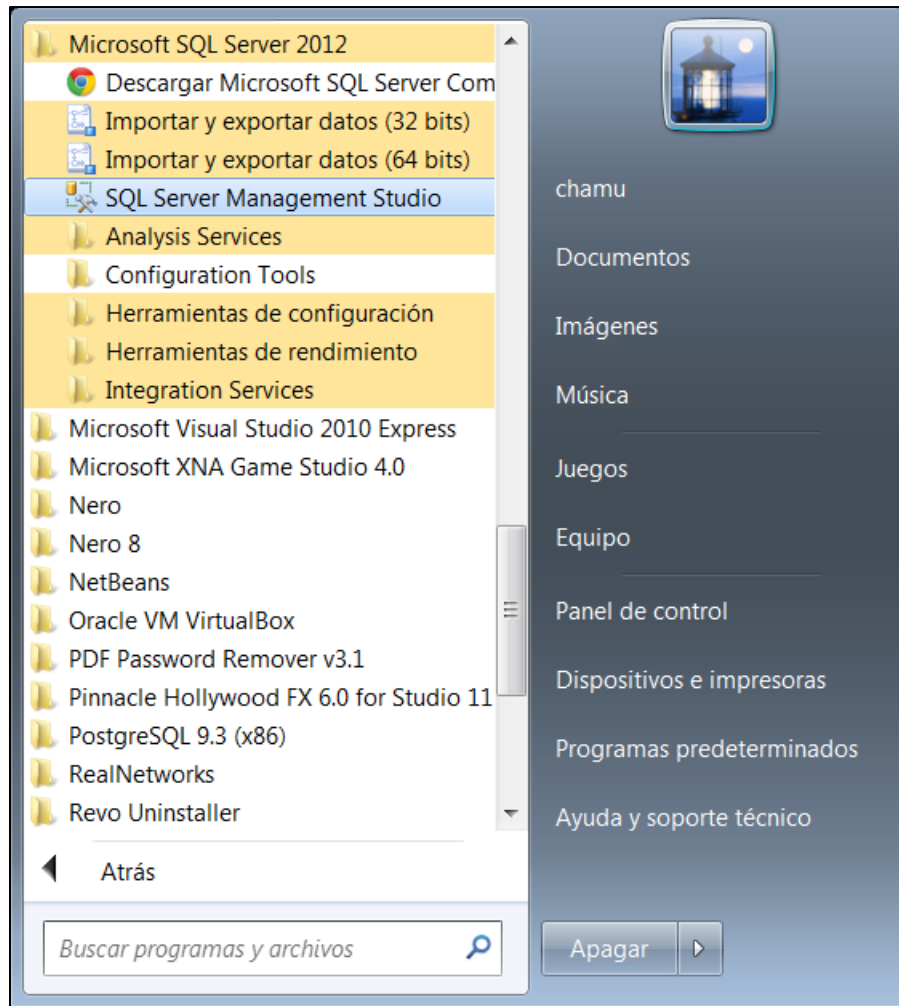 Microsoft SQL Server 2012
Descargar Microsoft SQL Server Com
Importar y exportar datos (32 bits)
Importar y exportar datos (64 bits)
SQL Server Management Studio
Analysis Services
Configuration Tools
Herramientas de configuración
Herramientas de rendimiento
Integration Services
Microsoft Visual Studio 2010 Express
Microsoft XNA Game Studio 4.0
Nero
Nero 8
NetBeans
Oracle VM VirtualBox
PDF Password Remover v3.1
Pinnacle Hollywood FX 6.0 for Studio 11
PostgreSQL 9.3 (x86)
RealNetworks
Revo Uninstaller
Atrás
Buscar programas y archivos
chamu
Documentos
Imágenes
Música
Juegos
Equipo
Panel de control
Dispositivos e impresoras
Programas predeterminados
Ayuda y soporte técnico
Apagar